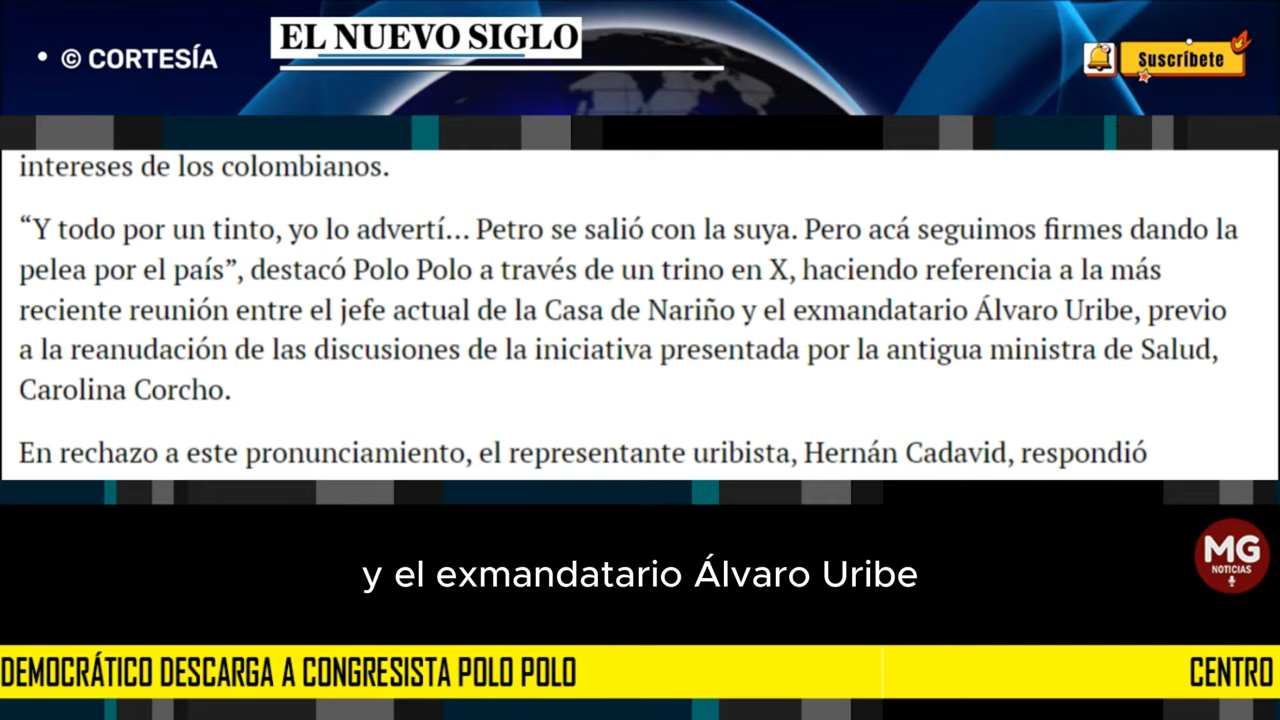 • © CORTESÍA
EL NUEVO SIGLO
Suscríbete
intereses de los colombianos.
“Y todo por un tinto, yo lo advertí... Petro se salió con la suya. Pero acá seguimos firmes dando la
pelea por el país”, destacó Polo Polo a través de un trino en X, haciendo referencia a la más
reciente reunión entre el jefe actual de la Casa de Nariño y el exmandatario Álvaro Uribe, previo
a la reanudación de las discusiones de la iniciativa presentada por la antigua ministra de Salud,
Carolina Corcho.
En rechazo a este pronunciamiento, el representante uribista, Hernán Cadavid, respondió
MG
NOTICIAS
y el exmandatario Álvaro Uribe
DEMOCRÁTICO DESCARGA A CONGRESISTA POLO POLO
CENTRO